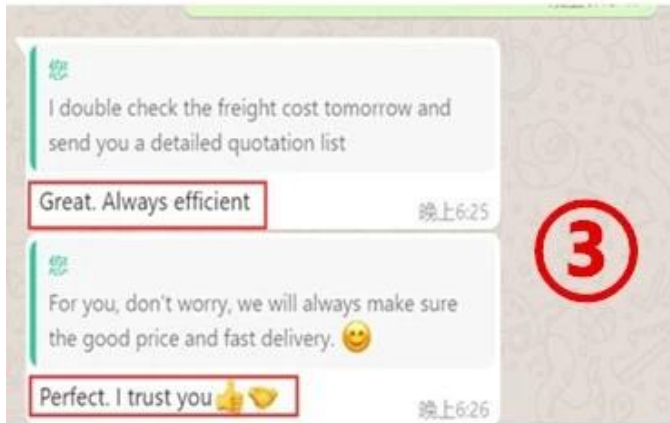 您
I double check the freight cost tomorrow and
send you a detailed quotation list
Great. Always efficient
晚上6:25
您
For you, don't worry, we will always make sure
the good price and fast delivery. 😊
Perfect. I trust you👍🤝
晚上6:26
③